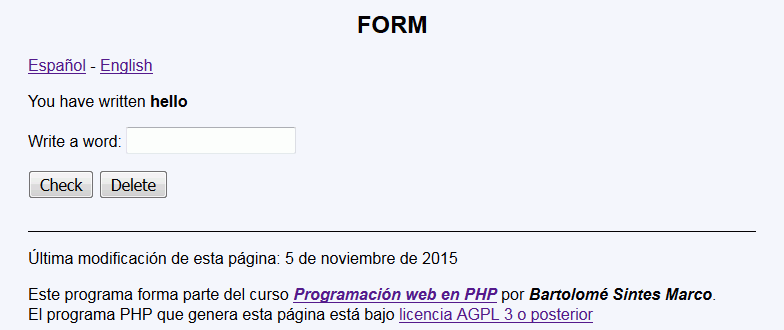 FORM
Español - English
You have written hello
Write a word:
Check Delete
Última modificación de esta página: 5 de noviembre de 2015
Este programa forma parte del curso Programación web en PHP por Bartolomé Sintes Marco.
El programa PHP que genera esta página está bajo licencia AGPL 3 o posterior